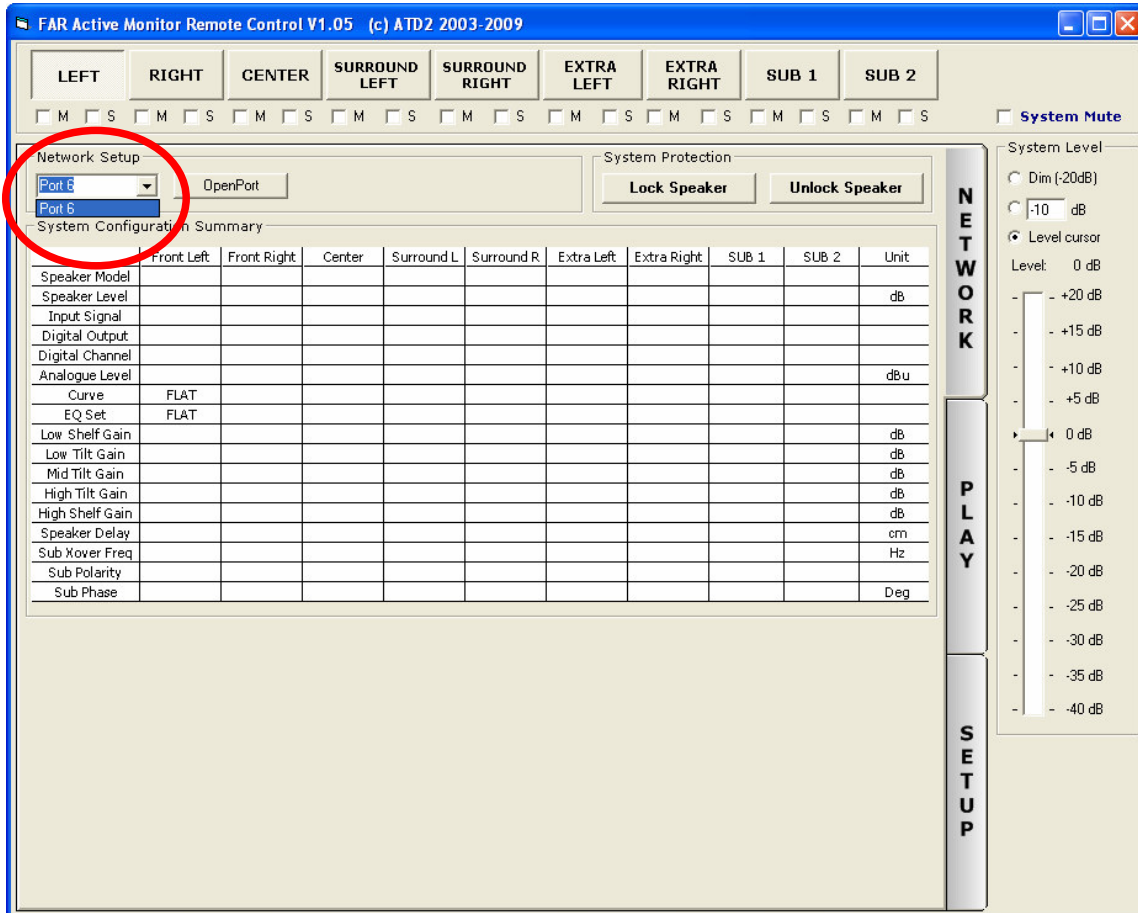 FAR Active Monitor Remote Control V1.05 (c) ATD2 2003-2009
LEFT RIGHT CENTER SURROUND LEFT SURROUND RIGHT EXTRA LEFT EXTRA RIGHT SUB 1 SUB 2
M S M S M S M S M S M S M S M S M S System Mute
Network Setup
Port 6 OpenPort
Port 6
System Protection
Lock Speaker Unlock Speaker
System Configuration Summary
Front Left Front Right Center Surround L Surround R Extra Left Extra Right SUB 1 SUB 2 Unit
Speaker Model
Speaker Level dB
Input Signal
Digital Output
Digital Channel
Analogue Level dBu
Curve FLAT
EQ Set FLAT
Low Shelf Gain dB
Low Tilt Gain dB
Mid Tilt Gain dB
High Tilt Gain dB
High Shelf Gain dB
Speaker Delay cm
Sub Xover Freq Hz
Sub Polarity
Sub Phase Deg
NETWORK
PLAY
SETUP
System Level
Dim (-20dB)
-10 dB
Level cursor
Level: 0 dB
+20 dB
+15 dB
+10 dB
+5 dB
0 dB
-5 dB
-10 dB
-15 dB
-20 dB
-25 dB
-30 dB
-35 dB
-40 dB